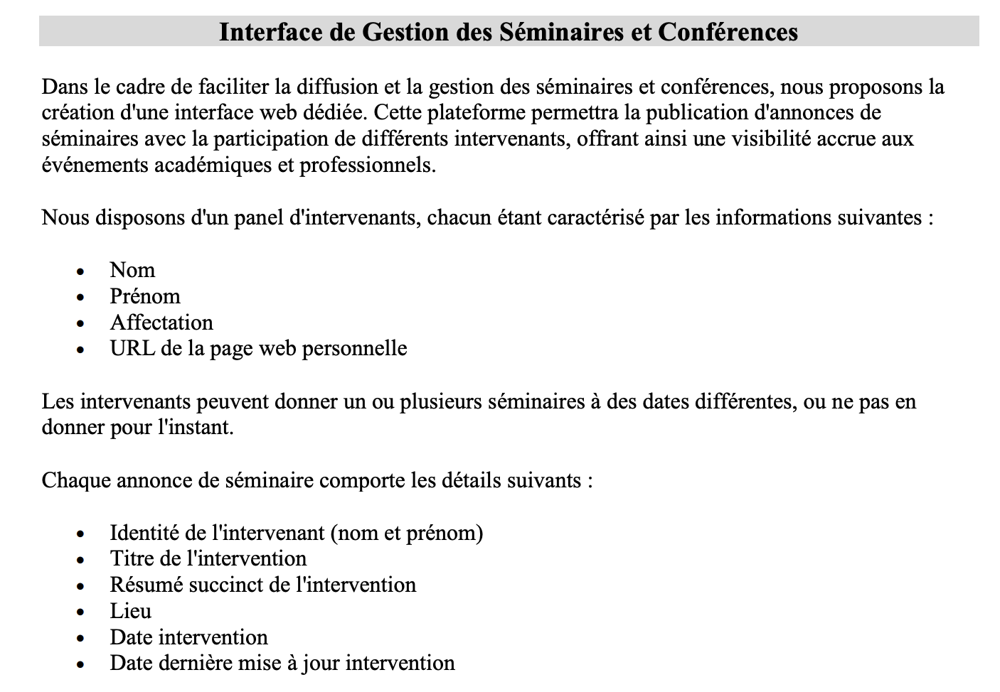 Interface de Gestion des Séminaires et Conférences
Dans le cadre de faciliter la diffusion et la gestion des séminaires et conférences, nous proposons la
création d'une interface web dédiée. Cette plateforme permettra la publication d'annonces de
séminaires avec la participation de différents intervenants, offrant ainsi une visibilité accrue aux
événements académiques et professionnels.
Nous disposons d'un panel d'intervenants, chacun étant caractérisé par les informations suivantes :
• Nom
• Prénom
• Affectation
• URL de la page web personnelle
Les intervenants peuvent donner un ou plusieurs séminaires à des dates différentes, ou ne pas en
donner pour l'instant.
Chaque annonce de séminaire comporte les détails suivants :
• Identité de l'intervenant (nom et prénom)
• Titre de l'intervention
• Résumé succinct de l'intervention
• Lieu
• Date intervention
• Date dernière mise à jour intervention